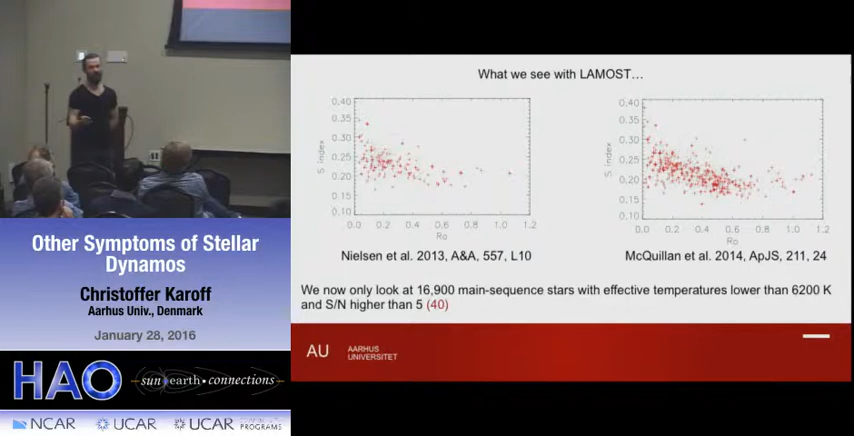 What we see with LAMOST...
0.40
0.35
0.30
0.25
0.20
0.15
0.10
S index
0.0 0.2 0.4 0.6 0.8 1.0 1.2
Ro
Nielsen et al. 2013, A&A, 557, L10
0.40
0.35
0.30
0.25
0.20
0.15
0.10
S index
0.0 0.2 0.4 0.6 0.8 1.0 1.2
Ro
McQuillan et al. 2014, ApJS, 211, 24
We now only look at 16,900 main-sequence stars with effective temperatures lower than 6200 K
and S/N higher than 5 (40)
AU AARHUS
UNIVERSITET
Other Symptoms of Stellar
Dynamos
Christoffer Karoff
Aarhus Univ., Denmark
January 28, 2016
HAO sun earth connections
NCAR UCAR UCAR COMMUNITY
PROGRAMS